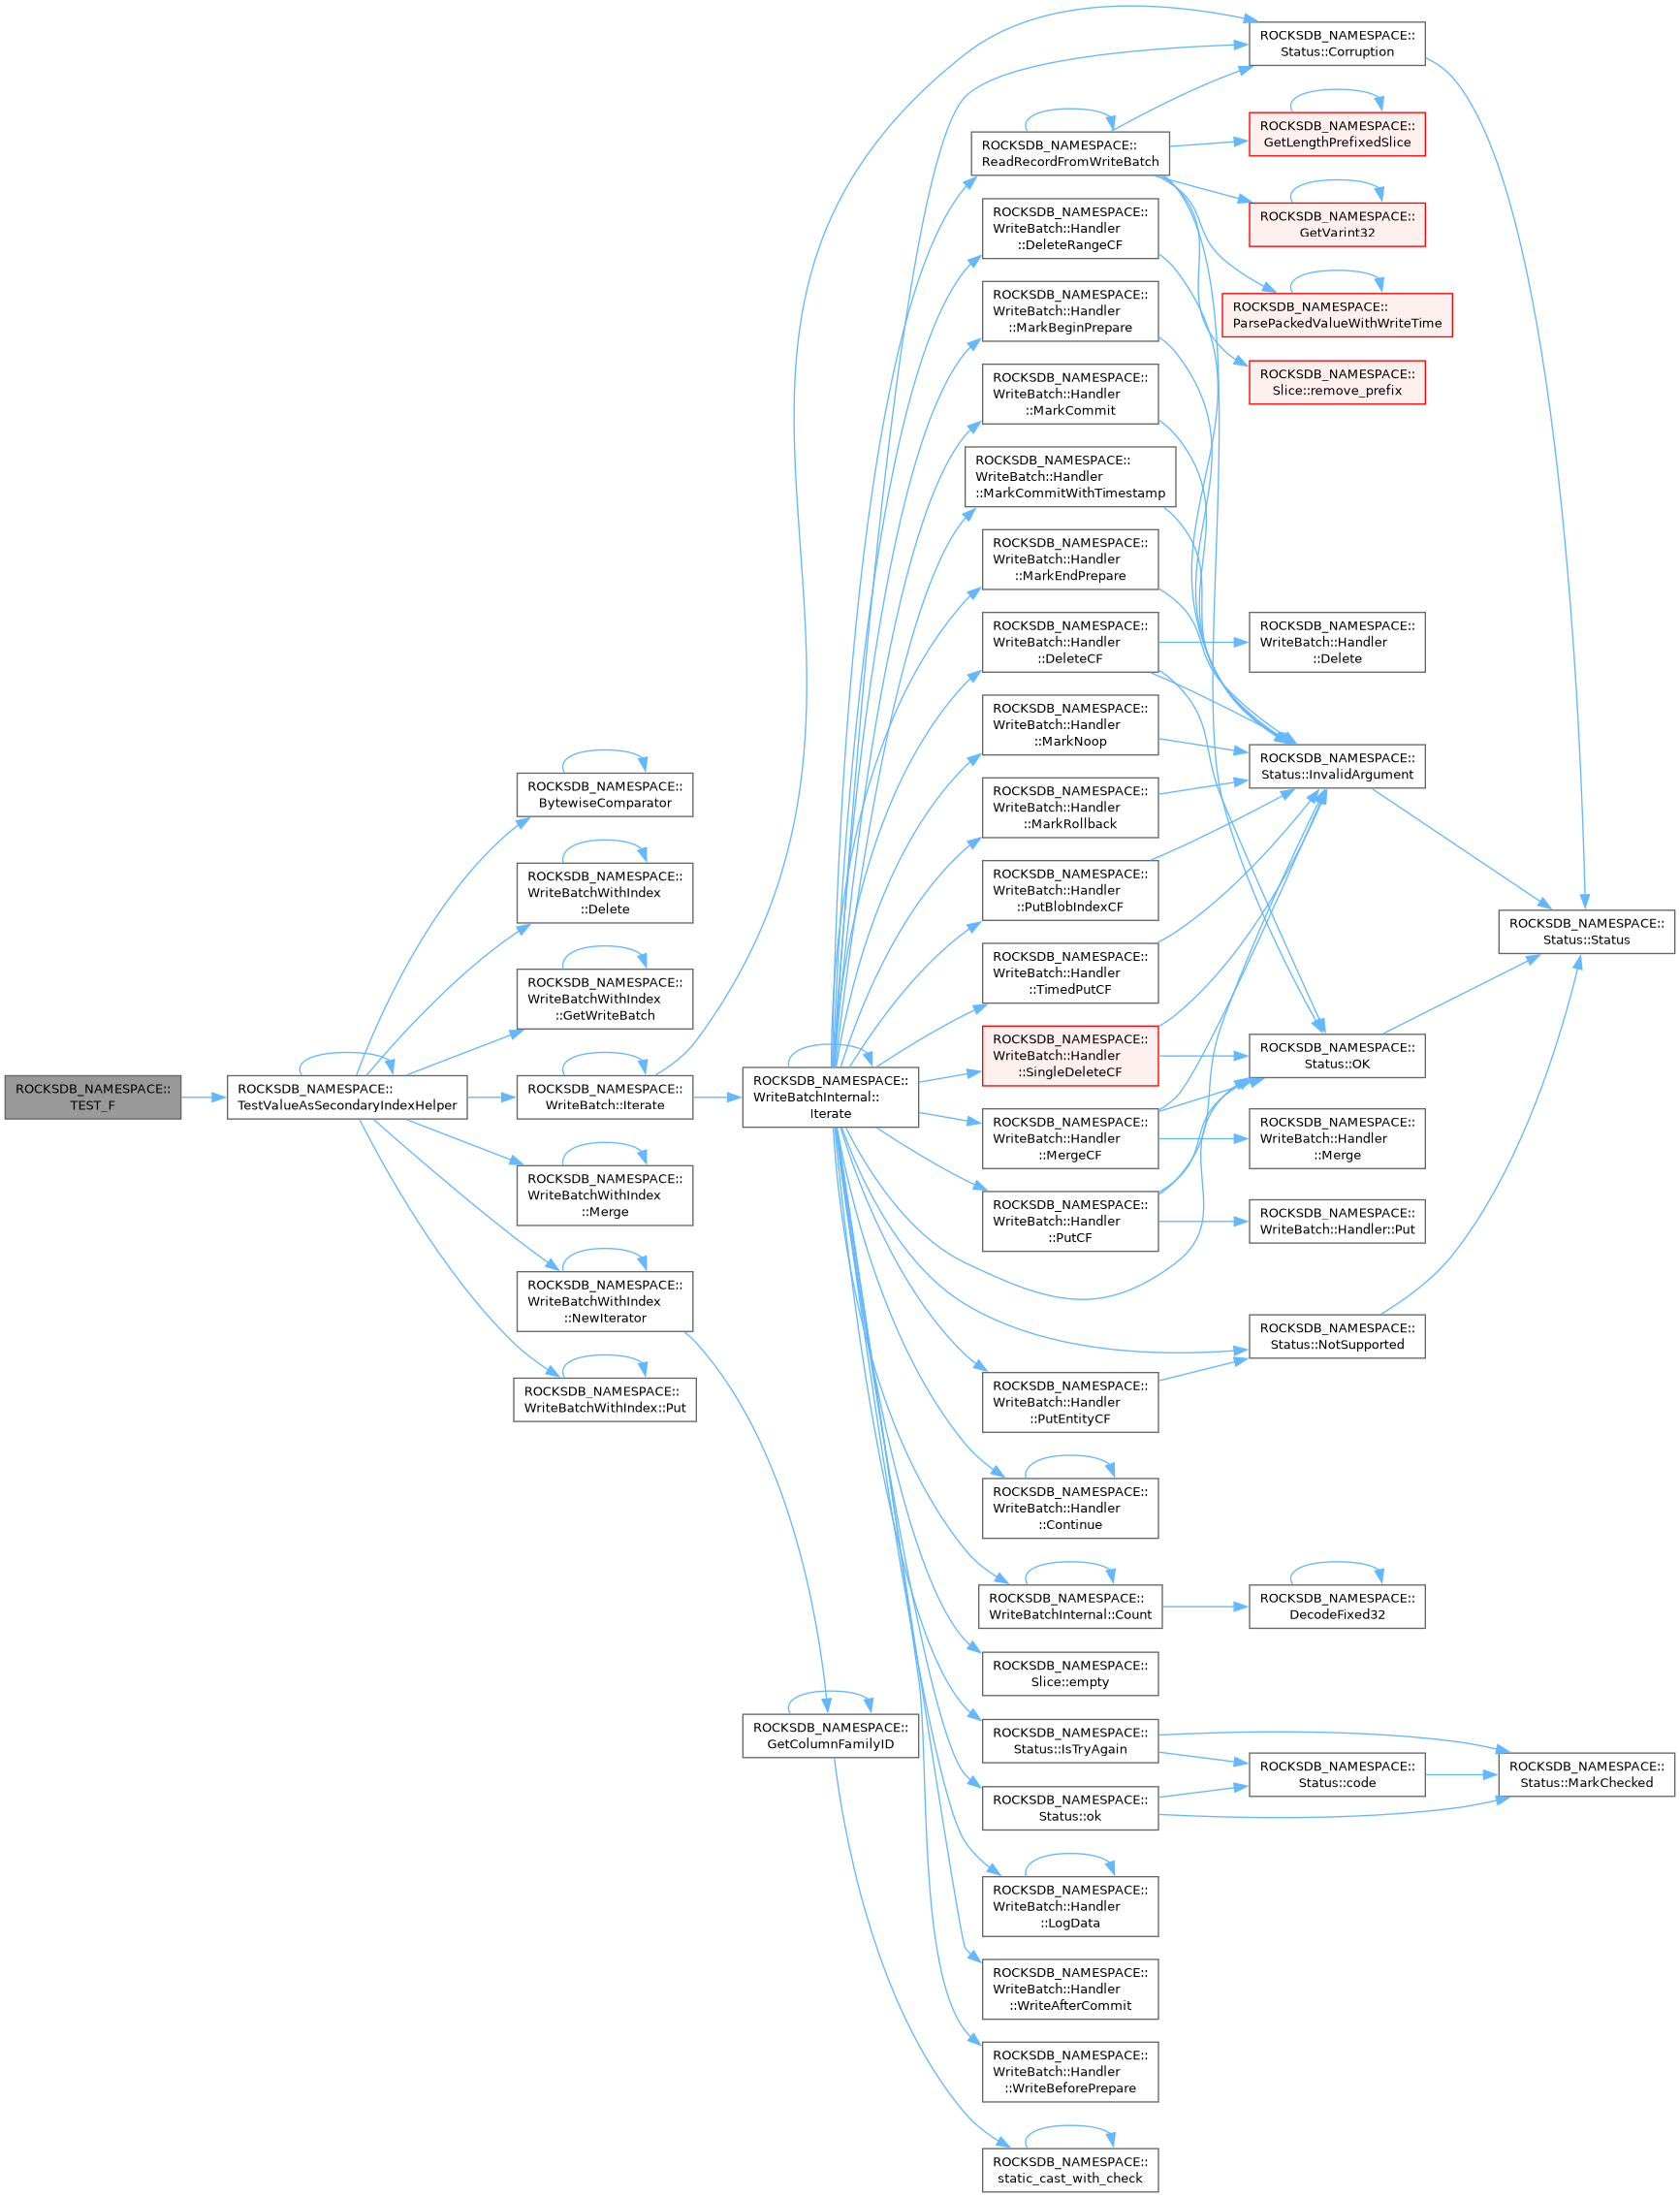 ROCKSDB_NAMESPACE::
TEST_F
ROCKSDB_NAMESPACE::
TestValueAsSecondaryIndexHelper
ROCKSDB_NAMESPACE::
BytewiseComparator
ROCKSDB_NAMESPACE::
WriteBatchWithIndex
::Delete
ROCKSDB_NAMESPACE::
WriteBatchWithIndex
::GetWriteBatch
ROCKSDB_NAMESPACE::
WriteBatch::Iterate
ROCKSDB_NAMESPACE::
WriteBatchWithIndex
::Merge
ROCKSDB_NAMESPACE::
WriteBatchWithIndex
::NewIterator
ROCKSDB_NAMESPACE::
WriteBatchWithIndex::Put
ROCKSDB_NAMESPACE::
WriteBatchInternal::
Iterate
ROCKSDB_NAMESPACE::
GetColumnFamilyID
ROCKSDB_NAMESPACE::
ReadRecordFromWriteBatch
ROCKSDB_NAMESPACE::
WriteBatch::Handler
::DeleteRangeCF
ROCKSDB_NAMESPACE::
WriteBatch::Handler
::MarkBeginPrepare
ROCKSDB_NAMESPACE::
WriteBatch::Handler
::MarkCommit
ROCKSDB_NAMESPACE::
WriteBatch::Handler
::MarkCommitWithTimestamp
ROCKSDB_NAMESPACE::
WriteBatch::Handler
::MarkEndPrepare
ROCKSDB_NAMESPACE::
WriteBatch::Handler
::DeleteCF
ROCKSDB_NAMESPACE::
WriteBatch::Handler
::MarkNoop
ROCKSDB_NAMESPACE::
WriteBatch::Handler
::MarkRollback
ROCKSDB_NAMESPACE::
WriteBatch::Handler
::PutBlobIndexCF
ROCKSDB_NAMESPACE::
WriteBatch::Handler
::TimedPutCF
ROCKSDB_NAMESPACE::
WriteBatch::Handler
::SingleDeleteCF
ROCKSDB_NAMESPACE::
WriteBatch::Handler
::MergeCF
ROCKSDB_NAMESPACE::
WriteBatch::Handler
::PutCF
ROCKSDB_NAMESPACE::
WriteBatch::Handler
::PutEntityCF
ROCKSDB_NAMESPACE::
WriteBatch::Handler
::Continue
ROCKSDB_NAMESPACE::
WriteBatchInternal::Count
ROCKSDB_NAMESPACE::
Slice::empty
ROCKSDB_NAMESPACE::
Status::IsTryAgain
ROCKSDB_NAMESPACE::
Status::ok
ROCKSDB_NAMESPACE::
WriteBatch::Handler
::LogData
ROCKSDB_NAMESPACE::
WriteBatch::Handler
::WriteAfterCommit
ROCKSDB_NAMESPACE::
WriteBatch::Handler
::WriteBeforePrepare
ROCKSDB_NAMESPACE::
static_cast_with_check
ROCKSDB_NAMESPACE::
Status::Corruption
ROCKSDB_NAMESPACE::
GetLengthPrefixedSlice
ROCKSDB_NAMESPACE::
GetVarint32
ROCKSDB_NAMESPACE::
ParsePackedValueWithWriteTime
ROCKSDB_NAMESPACE::
Slice::remove_prefix
ROCKSDB_NAMESPACE::
WriteBatch::Handler
::Delete
ROCKSDB_NAMESPACE::
Status::InvalidArgument
ROCKSDB_NAMESPACE::
Status::OK
ROCKSDB_NAMESPACE::
WriteBatch::Handler
::Merge
ROCKSDB_NAMESPACE::
WriteBatch::Handler::Put
ROCKSDB_NAMESPACE::
Status::NotSupported
ROCKSDB_NAMESPACE::
DecodeFixed32
ROCKSDB_NAMESPACE::
Status::code
ROCKSDB_NAMESPACE::
Status::Status
ROCKSDB_NAMESPACE::
Status::MarkChecked